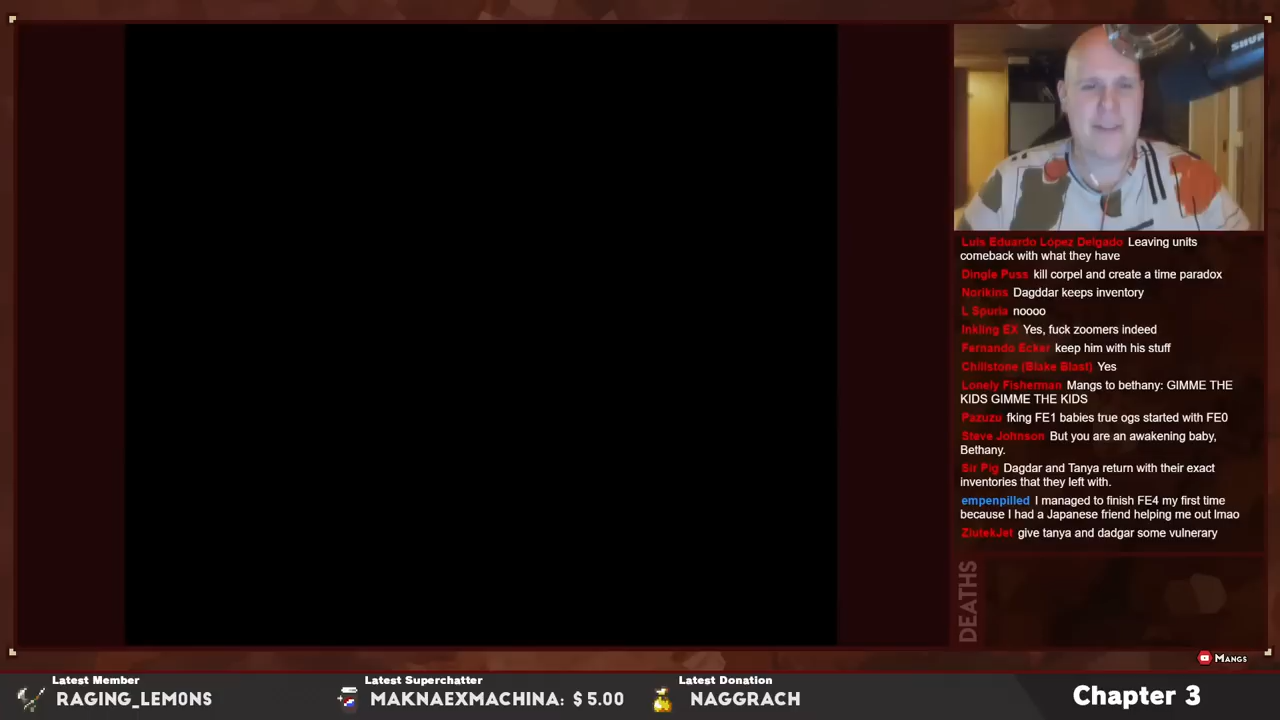 SHURE
Luis Eduardo López Delgado Leaving units
comeback with what they have
Dingle Puss kill corpel and create a time paradox
Norikins Dagddar keeps inventory
L Spuria noooo
Inkling EX Yes, fuck zoomers indeed
Fernando Ecker keep him with his stuff
Chillstone (Blake Blast) Yes
Lonely Fisherman Mangs to bethany: GIMME THE
KIDS GIMME THE KIDS
Pazuzu fking FE1 babies true ogs started with FE0
Steve Johnson But you are an awakening baby,
Bethany.
Sir Pig Dagdar and Tanya return with their exact
inventories that they left with.
empenpilled I managed to finish FE4 my first time
because I had a Japanese friend helping me out lmao
ZlutekJet give tanya and dadgar some vulnerary
DEATHS
MANGS
Latest Member
RAGING_LEM0NS
Latest Superchatter
MAKNAEXMACHINA: $ 5.00
Latest Donation
NAGGRACH
Chapter 3